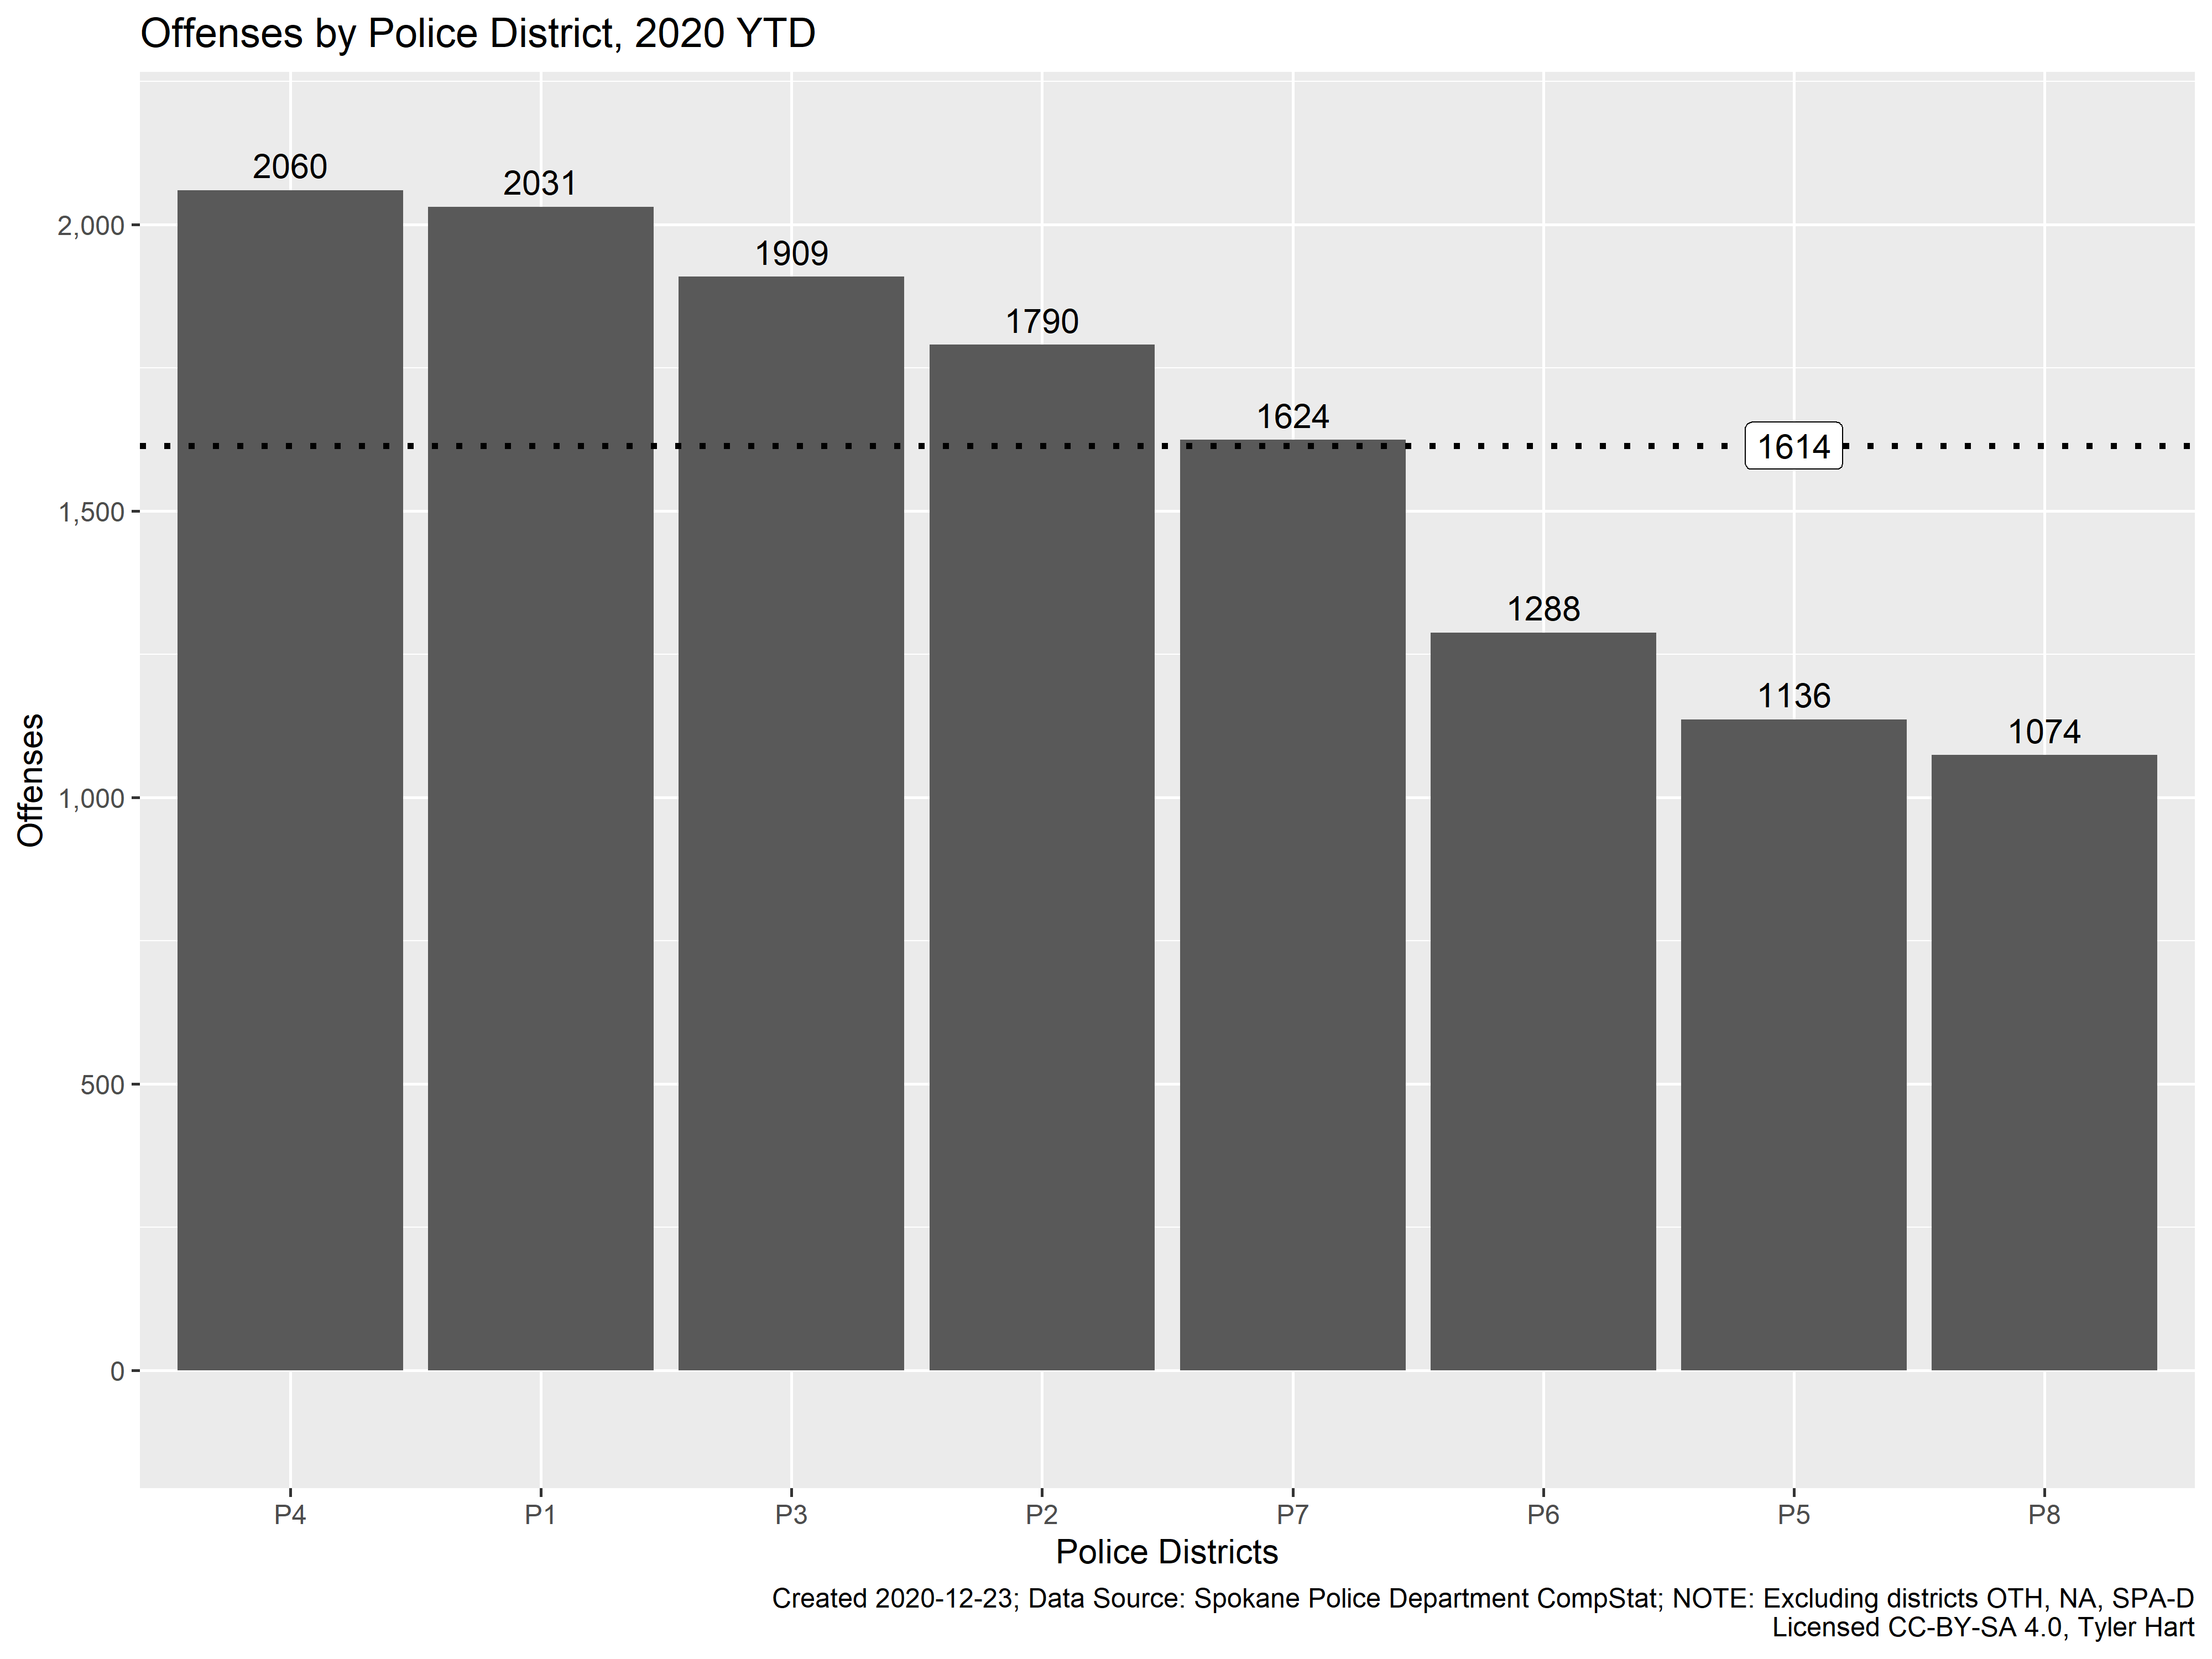 Offenses by Police District, 2020 YTD
2060
2031
1909
1790
1624
1614
1288
1136
1074
2,000
1,500
1,000
500
0
Offenses
P4 P1 P3 P2 P7 P6 P5 P8
Police Districts
Created 2020-12-23; Data Source: Spokane Police Department CompStat; NOTE: Excluding districts OTH, NA, SPA-D
Licensed CC-BY-SA 4.0, Tyler Hart